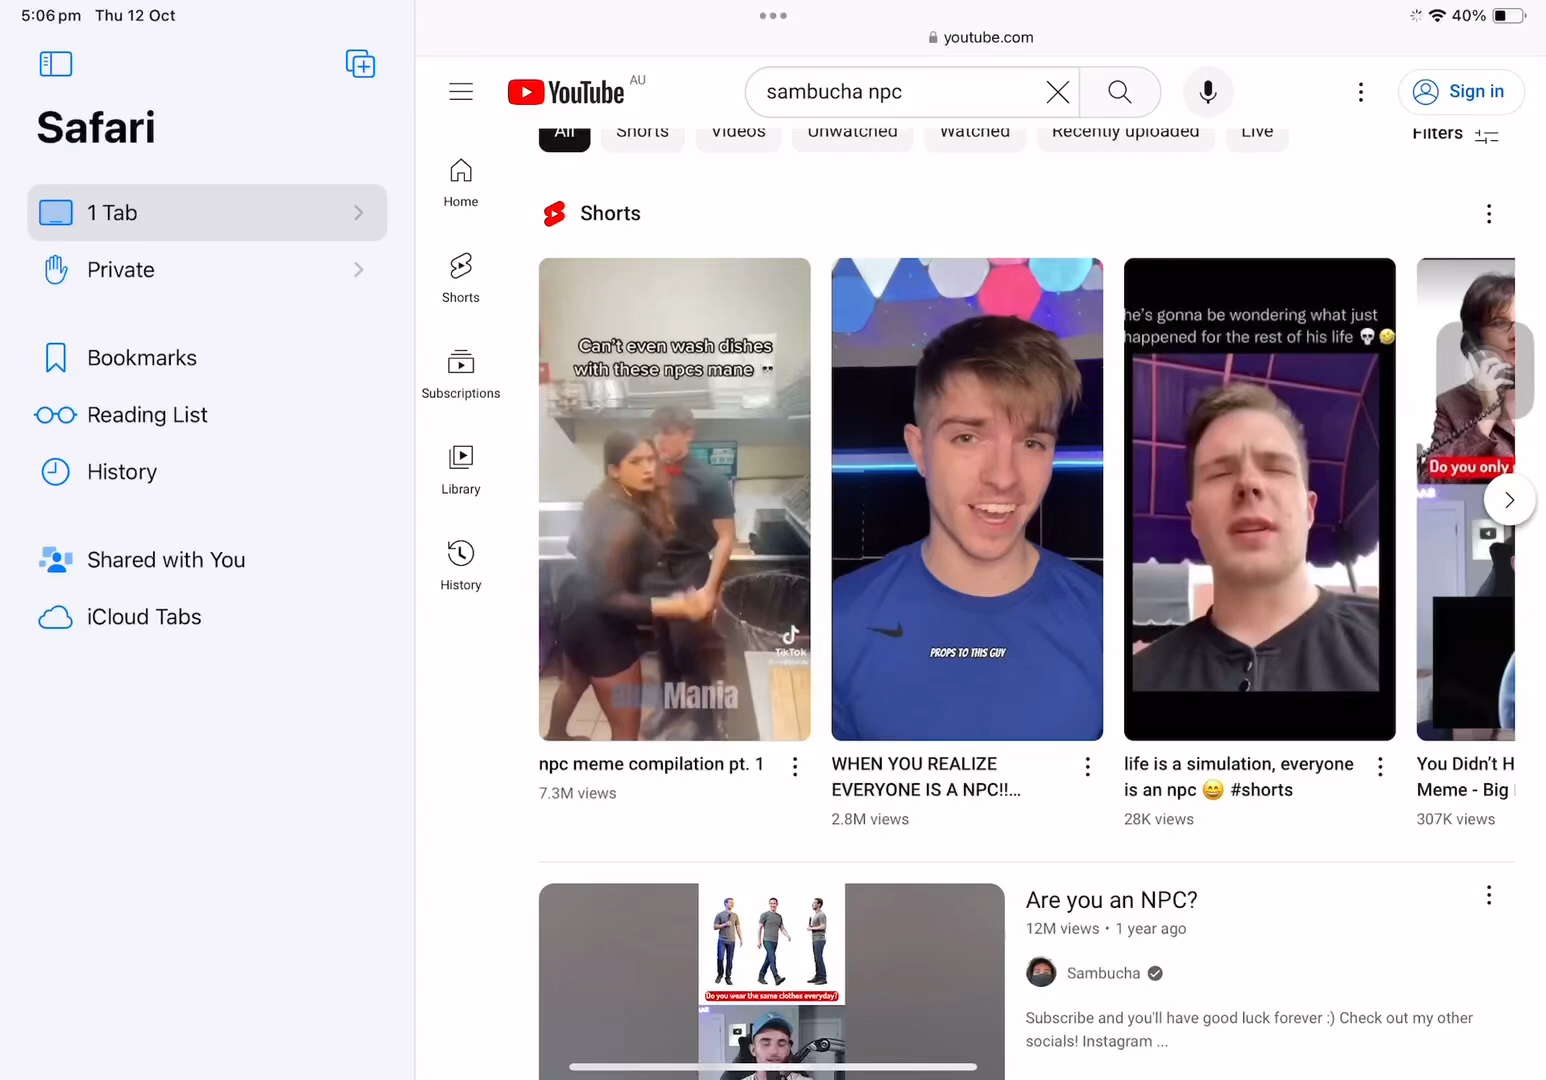 5:06 pm Thu 12 Oct
40%
youtube.com
Safari
1 Tab
Private
Bookmarks
Reading List
History
Shared with You
iCloud Tabs
YouTube AU
sambucha npc
Sign in
Home
Shorts
Subscriptions
Library
History
All Shorts Videos Unwatched Watched Recently uploaded Live Filters
Shorts
Can't even wash dishes
with these npcs mane
TikTok
Mania
npc meme compilation pt. 1
7.3M views
PROPS TO THIS GUY
WHEN YOU REALIZE
EVERYONE IS A NPC!!...
2.8M views
he's gonna be wondering what just
happened for the rest of his life 💀🤣
life is a simulation, everyone
is an npc 😄 #shorts
28K views
Do you only
You Didn't H
Meme - Big
307K views
Do you wear the same clothes everyday?
Are you an NPC?
12M views • 1 year ago
Sambucha
Subscribe and you'll have good luck forever :) Check out my other
socials! Instagram ...